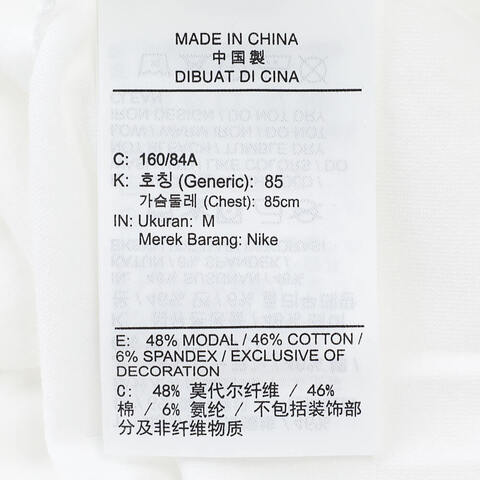 MADE IN CHINA
中国製
DIBUAT DI CINA
C: 160/84A
K: 호칭 (Generic): 85
가슴둘레 (Chest): 85cm
IN: Ukuran: M
Merek Barang: Nike
E: 48% MODAL / 46% COTTON /
6% SPANDEX / EXCLUSIVE OF
DECORATION
C: 48% 莫代尔纤维 / 46%
棉 / 6% 氨纶 / 不包括装饰部
分及非纤维物质